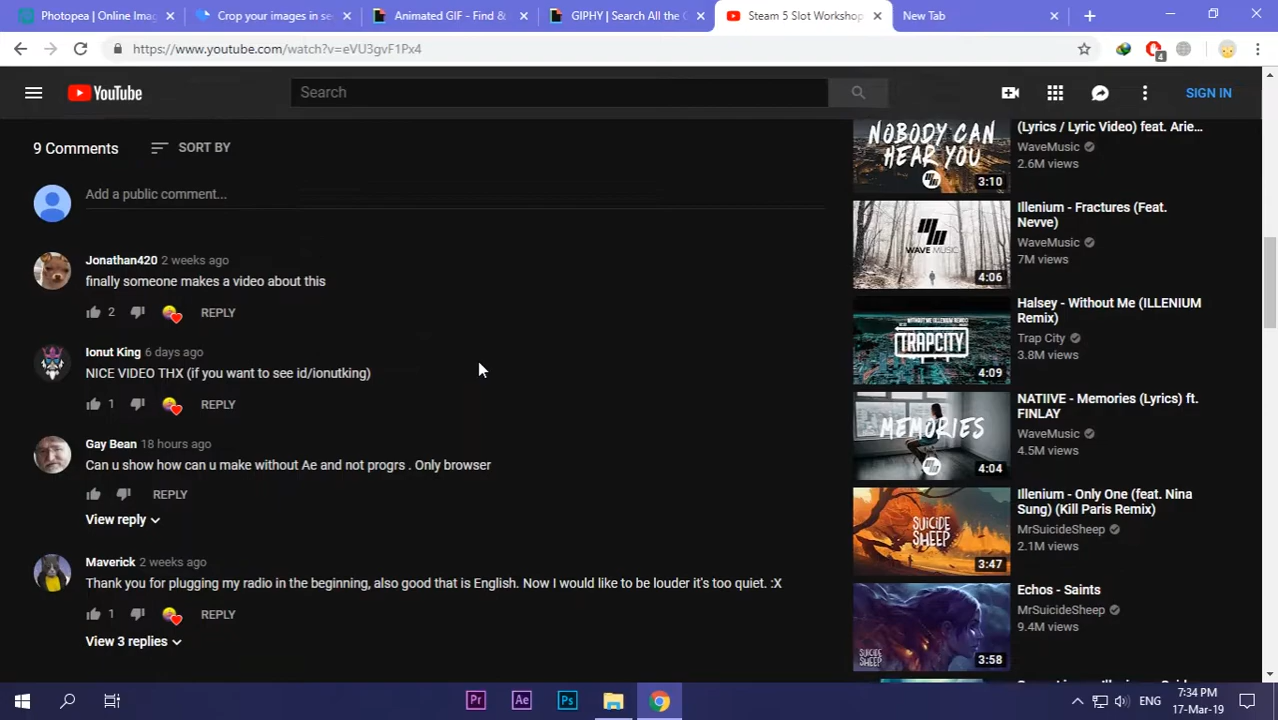 Photopea | Online Imag
Crop your images in se
Animated GIF - Find &
GIPHY | Search All the G
Steam 5 Slot Workshop
New Tab
https://www.youtube.com/watch?v=eVU3gvF1Px4
4
YouTube
Search
SIGN IN
9 Comments
SORT BY
Add a public comment...
Jonathan420 2 weeks ago
finally someone makes a video about this
2
REPLY
Ionut King 6 days ago
NICE VIDEO THX (if you want to see id/ionutking)
1
REPLY
Gay Bean 18 hours ago
Can u show how can u make without Ae and not progrs . Only browser
REPLY
View reply
Maverick 2 weeks ago
Thank you for plugging my radio in the beginning, also good that is English. Now I would like to be louder it's too quiet. :X
1
REPLY
View 3 replies
NOBODY CAN
HEAR YOU
3:10
(Lyrics / Lyric Video) feat. Arie...
WaveMusic
2.6M views
WAVE MUSIC
4:06
Illenium - Fractures (Feat.
Nevve)
WaveMusic
7M views
TRAPCITY
4:09
Halsey - Without Me (ILLENIUM
Remix)
Trap City
3.8M views
MEMORIES
4:04
NATIIVE - Memories (Lyrics) ft.
FINLAY
WaveMusic
4.5M views
SUICIDE
SHEEP
3:47
Illenium - Only One (feat. Nina
Sung) (Kill Paris Remix)
MrSuicideSheep
2.1M views
SUICIDE
SHEEP
3:58
Echos - Saints
MrSuicideSheep
9.4M views
Pr
Ae
Ps
ENG
7:34 PM
17-Mar-19